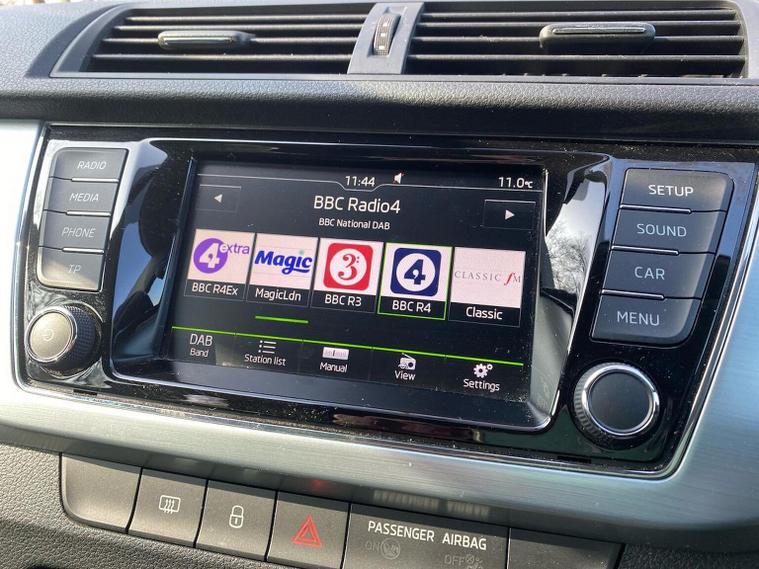 RADIO
MEDIA
PHONE
TP
11:44
11.0°C
BBC Radio4
BBC National DAB
4 extra
Magic
3
4
CLASSIC fM
BBC R4Ex
MagicLdn
BBC R3
BBC R4
Classic
DAB
Band
Station list
Manual
View
Settings
SETUP
SOUND
CAR
MENU
PASSENGER AIRBAG
ON
OFF